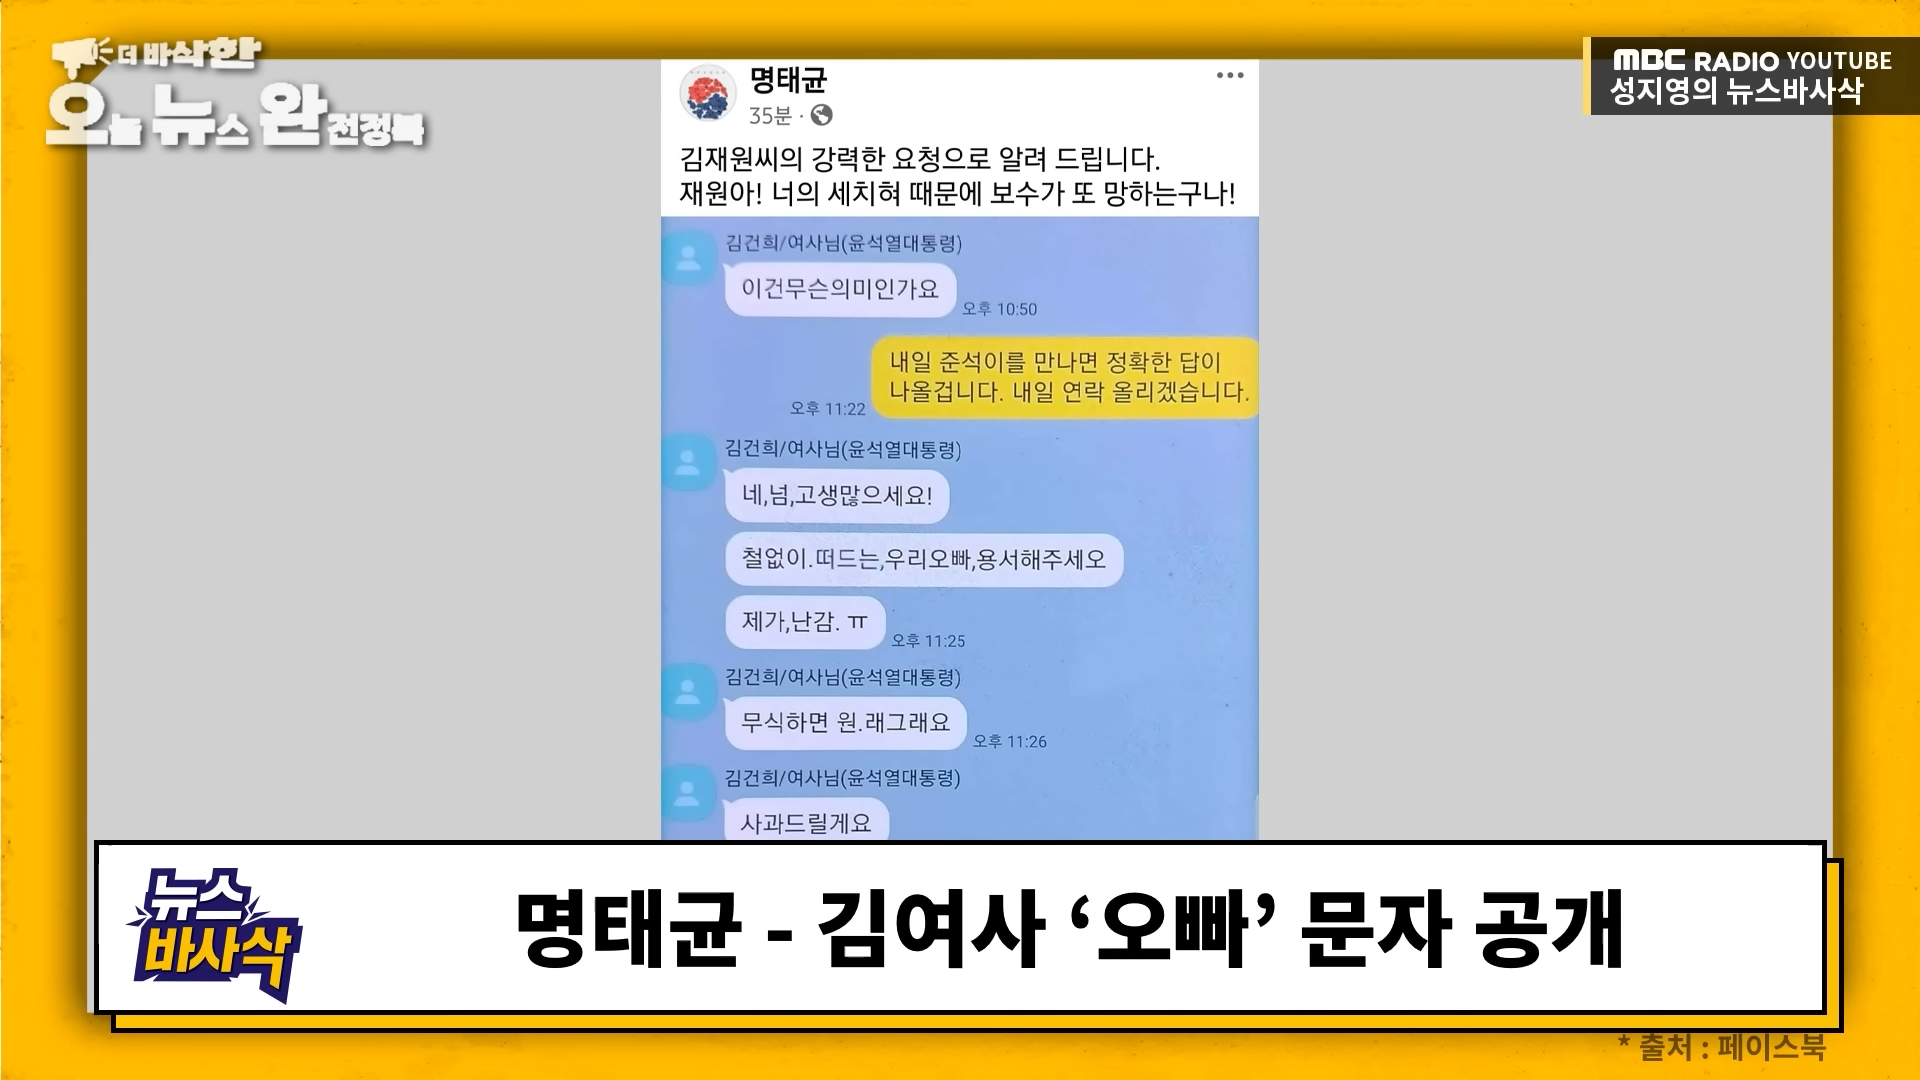 더 바삭한
오늘 뉴스 완전정복
MBC RADIO YOUTUBE
성지영의 뉴스바사삭
명태균
35분 ·
김재원씨의 강력한 요청으로 알려 드립니다.
재원아! 너의 세치혀 때문에 보수가 또 망하는구나!
김건희/여사님(윤석열대통령)
이건무슨의미인가요
오후 10:50
내일 준석이를 만나면 정확한 답이
나올겁니다. 내일 연락 올리겠습니다.
오후 11:22
김건희/여사님(윤석열대통령)
네,넘,고생많으세요!
철없이.떠드는,우리오빠,용서해주세오
제가,난감. ㅠ
오후 11:25
김건희/여사님(윤석열대통령)
무식하면 원.래그래요
오후 11:26
김건희/여사님(윤석열대통령)
사과드릴게요
뉴스
바사삭
명태균 - 김여사 ‘오빠’ 문자 공개
* 출처 : 페이스북